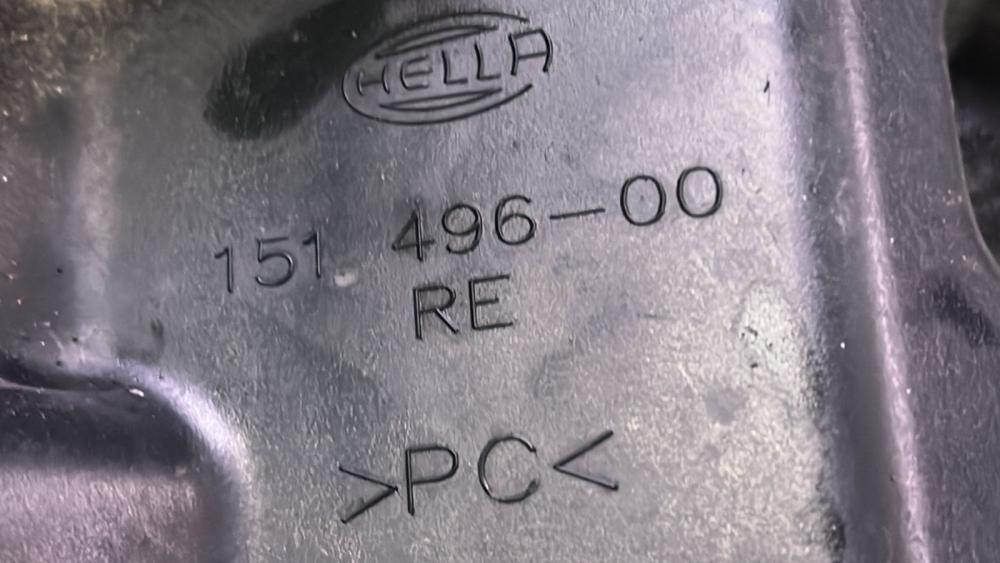 HELLA
151 496-00
RE
>PC<